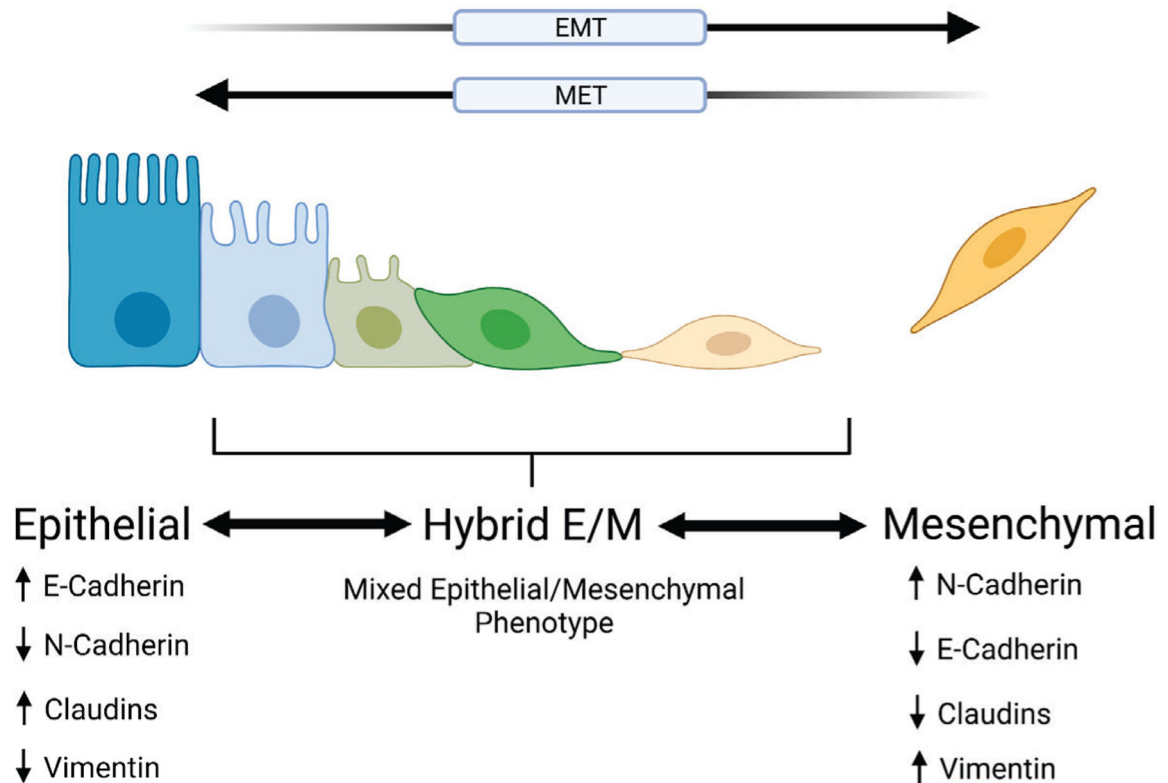 EMT
MET
Epithelial
Hybrid E/M
Mesenchymal
E-Cadherin
N-Cadherin
Claudins
Vimentin
Mixed Epithelial/Mesenchymal
Phenotype
N-Cadherin
E-Cadherin
Claudins
Vimentin